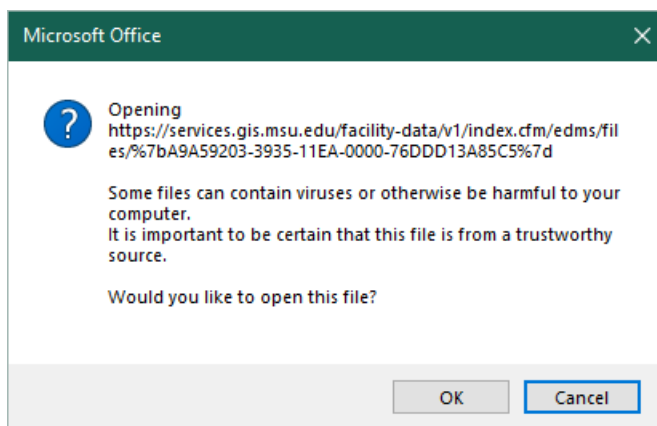 Microsoft Office
Opening
https://services.gis.msu.edu/facility-data/v1/index.cfm/edms/fil
es/%7bA9A59203-3935-11EA-0000-76DDD13A85C5%7d
Some files can contain viruses or otherwise be harmful to your
computer.
It is important to be certain that this file is from a trustworthy
source.
Would you like to open this file?
OK
Cancel